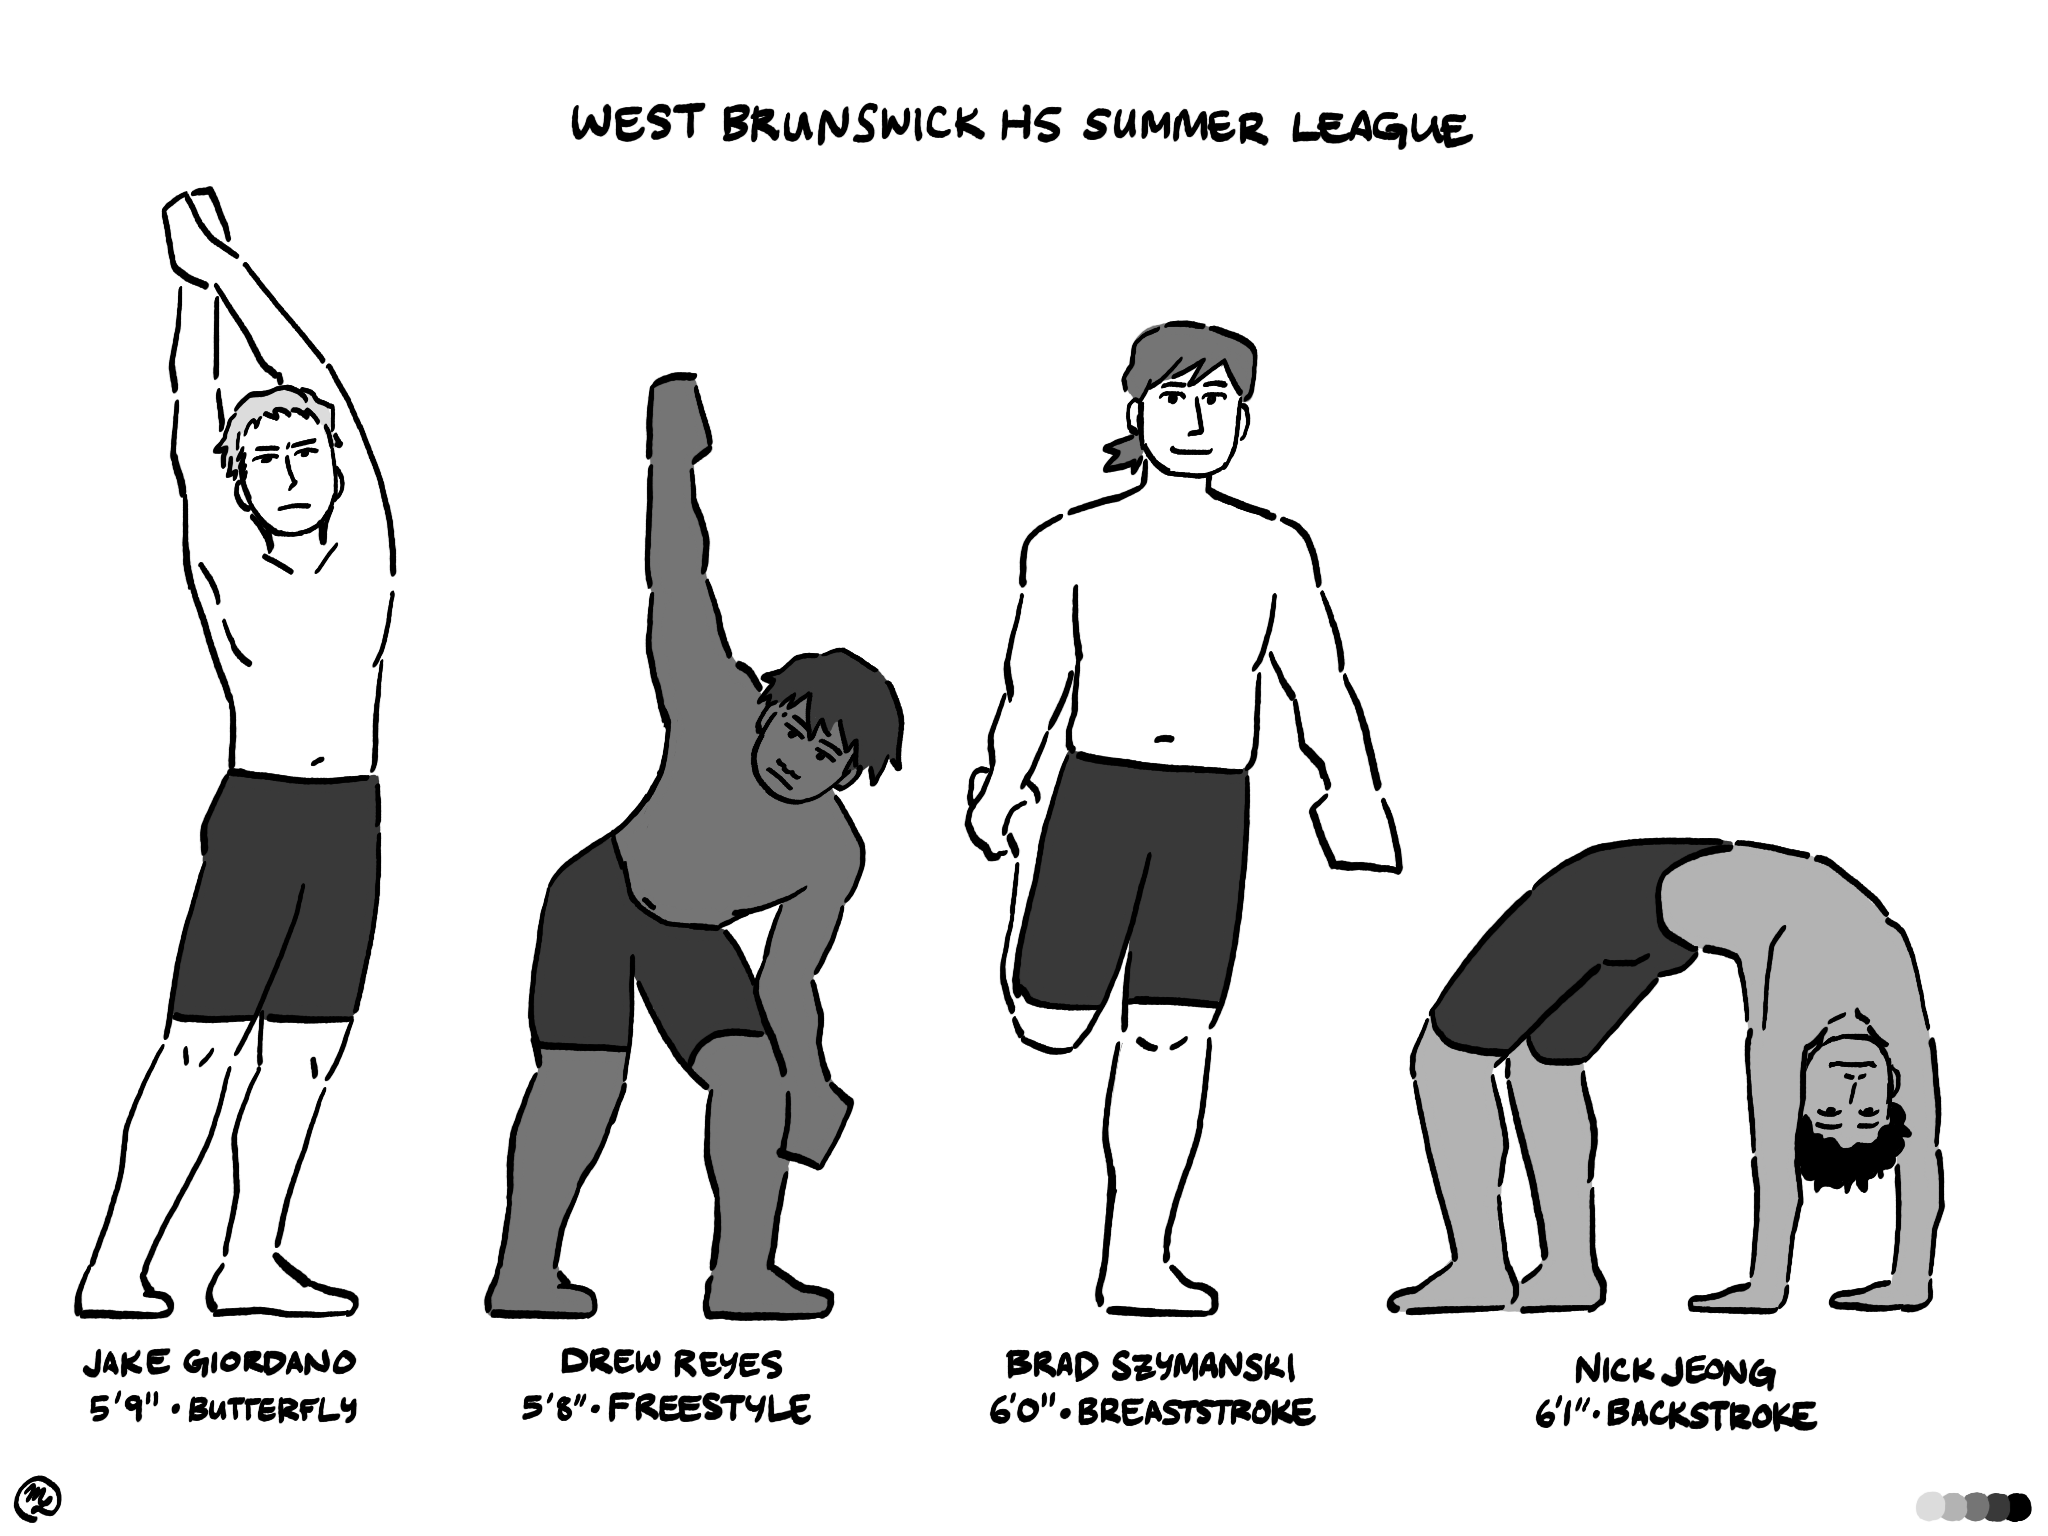 WEST BRUNSWICK HS SUMMER LEAGUE
JAKE GIORDANO
5'9" · BUTTERFLY
DREW REYES
5'8" · FREESTYLE
BRAD SZYMANSKI
6'0" · BREASTSTROKE
NICK JEONG
6'1" · BACKSTROKE